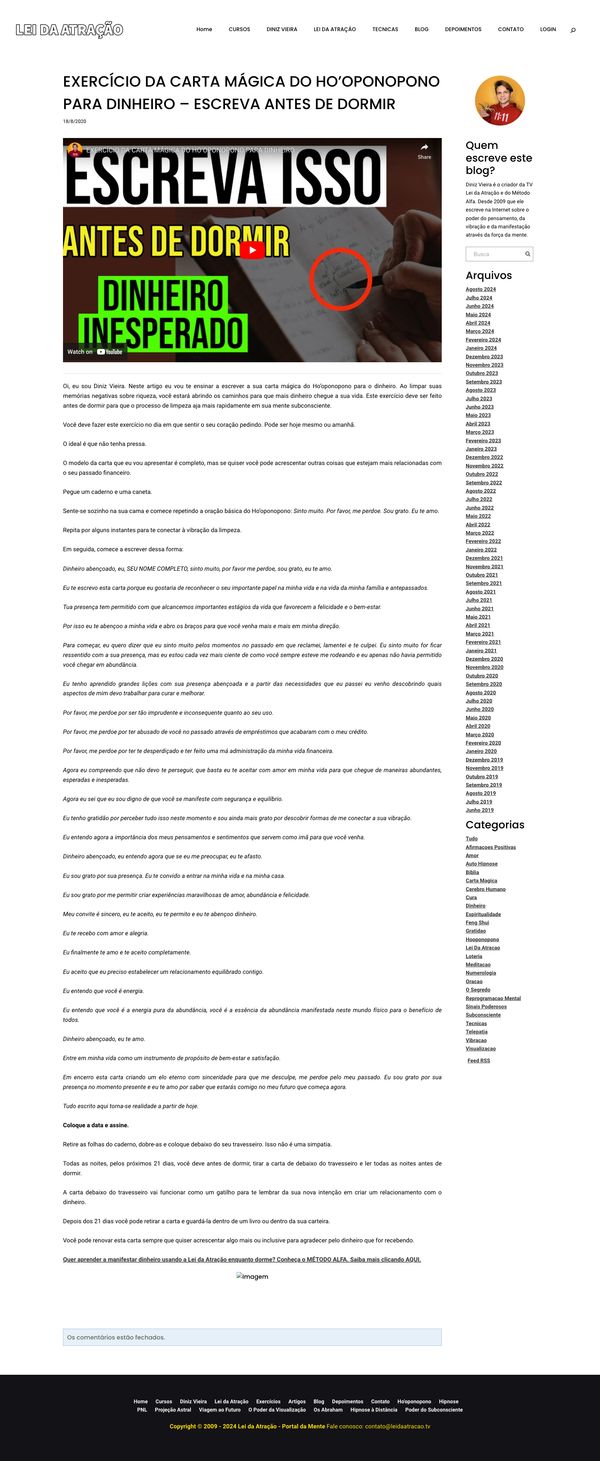 LEI DA ATRAÇÃO
Home CURSOS DINIZ VIEIRA LEI DA ATRAÇÃO TECNICAS BLOG DEPOIMENTOS CONTATO LOGIN
EXERCÍCIO DA CARTA MÁGICA DO HO’OPONOPONO
PARA DINHEIRO – ESCREVA ANTES DE DORMIR
18/8/2020
EXERCÍCIO DA CARTA MÁGICA DO HO'OPONOPONO PARA DINHEIRO
Share
ESCREVA ISSO
ANTES DE DORMIR
DINHEIRO
INESPERADO
Watch on YouTube
Oi, eu sou Diniz Vieira. Neste artigo eu vou te ensinar a escrever a sua carta mágica do Ho'oponopono para o dinheiro. Ao limpar suas
memórias negativas sobre riqueza, você estará abrindo os caminhos para que mais dinheiro chegue a sua vida. Este exercício deve ser feito
antes de dormir para que o processo de limpeza aja mais rapidamente em sua mente subconsciente.
Você deve fazer este exercício no dia em que sentir o seu coração pedindo. Pode ser hoje mesmo ou amanhã.
O ideal é que não tenha pressa.
O modelo da carta que eu vou apresentar é completo, mas se quiser você pode acrescentar outras coisas que estejam mais relacionadas com
o seu passado financeiro.
Pegue um caderno e uma caneta.
Sente-se sozinho na sua cama e comece repetindo a oração básica do Ho'oponopono: Sinto muito. Por favor, me perdoe. Sou grato. Eu te amo.
Repita por alguns instantes para te conectar à vibração da limpeza.
Em seguida, comece a escrever dessa forma:
Dinheiro abençoado, eu, SEU NOME COMPLETO, sinto muito, por favor me perdoe, sou grato, eu te amo.
Eu te escrevo esta carta porque eu gostaria de reconhecer o seu importante papel na minha vida e na vida da minha família e antepassados.
Tua presença tem permitido com que alcancemos importantes estágios da vida que favorecem a felicidade e o bem-estar.
Por isso eu te abençoo a minha vida e abro os braços para que você venha mais e mais em minha direção.
Para começar, eu quero dizer que eu sinto muito pelos momentos no passado em que reclamei, lamentei e te culpei. Eu sinto muito for ficar
ressentido com a sua presença, mas eu estou cada vez mais ciente de como você sempre esteve me rodeando e eu apenas não havia permitido
você chegar em abundância.
Eu tenho aprendido grandes lições com sua presença abençoada e a partir das necessidades que eu passei eu venho descobrindo quais
aspectos de mim devo trabalhar para curar e melhorar.
Por favor, me perdoe por ser tão imprudente e inconsequente quanto ao seu uso.
Por favor, me perdoe por ter abusado de você no passado através de empréstimos que acabaram com o meu crédito.
Por favor, me perdoe por ter te desperdiçado e ter feito uma má administração da minha vida financeira.
Agora eu compreendo que não devo te perseguir, que basta eu te aceitar com amor em minha vida para que chegue de maneiras abundantes,
esperadas e inesperadas.
Agora eu sei que eu sou digno de que você se manifeste com segurança e equilíbrio.
Eu tenho gratidão por perceber tudo isso neste momento e sou ainda mais grato por descobrir formas de me conectar a sua vibração.
Eu entendo agora a importância dos meus pensamentos e sentimentos que servem como imã para que você venha.
Dinheiro abençoado, eu entendo agora que se eu me preocupar, eu te afasto.
Eu sou grato por sua presença. Eu te convido a entrar na minha vida e na minha casa.
Eu sou grato por me permitir criar experiências maravilhosas de amor, abundância e felicidade.
Meu convite é sincero, eu te aceito, eu te permito e eu te abençoo dinheiro.
Eu te recebo com amor e alegria.
Eu finalmente te amo e te aceito completamente.
Eu aceito que eu preciso estabelecer um relacionamento equilibrado contigo.
Eu entendo que você é energia.
Eu entendo que você é a energia pura da abundância, você é a essência da abundância manifestada neste mundo físico para o benefício de
todos.
Dinheiro abençoado, eu te amo.
Entre em minha vida como um instrumento de propósito de bem-estar e satisfação.
Em encerro esta carta criando um elo eterno com sinceridade para que me desculpe, me perdoe pelo meu passado. Eu sou grato por sua
presença no momento presente e eu te amo por saber que estarás comigo no meu futuro que começa agora.
Tudo escrito aqui torna-se realidade a partir de hoje.
Coloque a data e assine.
Retire as folhas do caderno, dobre-as e coloque debaixo do seu travesseiro. Isso não é uma simpatia.
Todas as noites, pelos próximos 21 dias, você deve antes de dormir, tirar a carta de debaixo do travesseiro e ler todas as noites antes de
dormir.
A carta debaixo do travesseiro vai funcionar como um gatilho para te lembrar da sua nova intenção em criar um relacionamento com o
dinheiro.
Depois dos 21 dias você pode retirar a carta e guardá-la dentro de um livro ou dentro da sua carteira.
Você pode renovar esta carta sempre que quiser acrescentar algo mais ou inclusive para agradecer pelo dinheiro que for recebendo.
Quer aprender a manifestar dinheiro usando a Lei da Atração enquanto dorme? Conheça o MÉTODO ALFA. Saiba mais clicando AQUI.
Imagem
Os comentários estão fechados.
11:11
Quem
escreve este
blog?
Diniz Vieira é o criador da TV
Lei da Atração e do Método
Alfa. Desde 2009 que ele
escreve na Internet sobre o
poder do pensamento, da
vibração e da manifestação
através da força da mente.
Busca
Arquivos
Agosto 2024
Julho 2024
Junho 2024
Maio 2024
Abril 2024
Março 2024
Fevereiro 2024
Janeiro 2024
Dezembro 2023
Novembro 2023
Outubro 2023
Setembro 2023
Agosto 2023
Julho 2023
Junho 2023
Maio 2023
Abril 2023
Março 2023
Fevereiro 2023
Janeiro 2023
Dezembro 2022
Novembro 2022
Outubro 2022
Setembro 2022
Agosto 2022
Julho 2022
Junho 2022
Maio 2022
Abril 2022
Março 2022
Fevereiro 2022
Janeiro 2022
Dezembro 2021
Novembro 2021
Outubro 2021
Setembro 2021
Agosto 2021
Julho 2021
Junho 2021
Maio 2021
Abril 2021
Março 2021
Fevereiro 2021
Janeiro 2021
Dezembro 2020
Novembro 2020
Outubro 2020
Setembro 2020
Agosto 2020
Julho 2020
Junho 2020
Maio 2020
Abril 2020
Março 2020
Fevereiro 2020
Janeiro 2020
Dezembro 2019
Novembro 2019
Outubro 2019
Setembro 2019
Agosto 2019
Julho 2019
Junho 2019
Categorias
Tudo
Afirmaçoes Positivas
Amor
Auto Hipnose
Bíblia
Carta Magica
Cerebro Humano
Cura
Dinheiro
Espiritualidade
Feng Shui
Gratidao
Hooponopono
Lei Da Atracao
Loteria
Meditacao
Numerologia
Oracao
O Segredo
Reprogramacao Mental
Sinais Poderosos
Subconsciente
Tecnicas
Telepatia
Vibracao
Visualizacao
Feed RSS
Home Cursos Diniz Vieira Lei da Atração Exercícios Artigos Blog Depoimentos Contato Ho'oponopono Hipnose
PNL Projeção Astral Viagem ao Futuro O Poder da Visualização Os Abraham Hipnose à Distância Poder do Subconsciente
Copyright © 2009 - 2024 Lei da Atração - Portal da Mente Fale conosco: contato@leidaatracao.tv